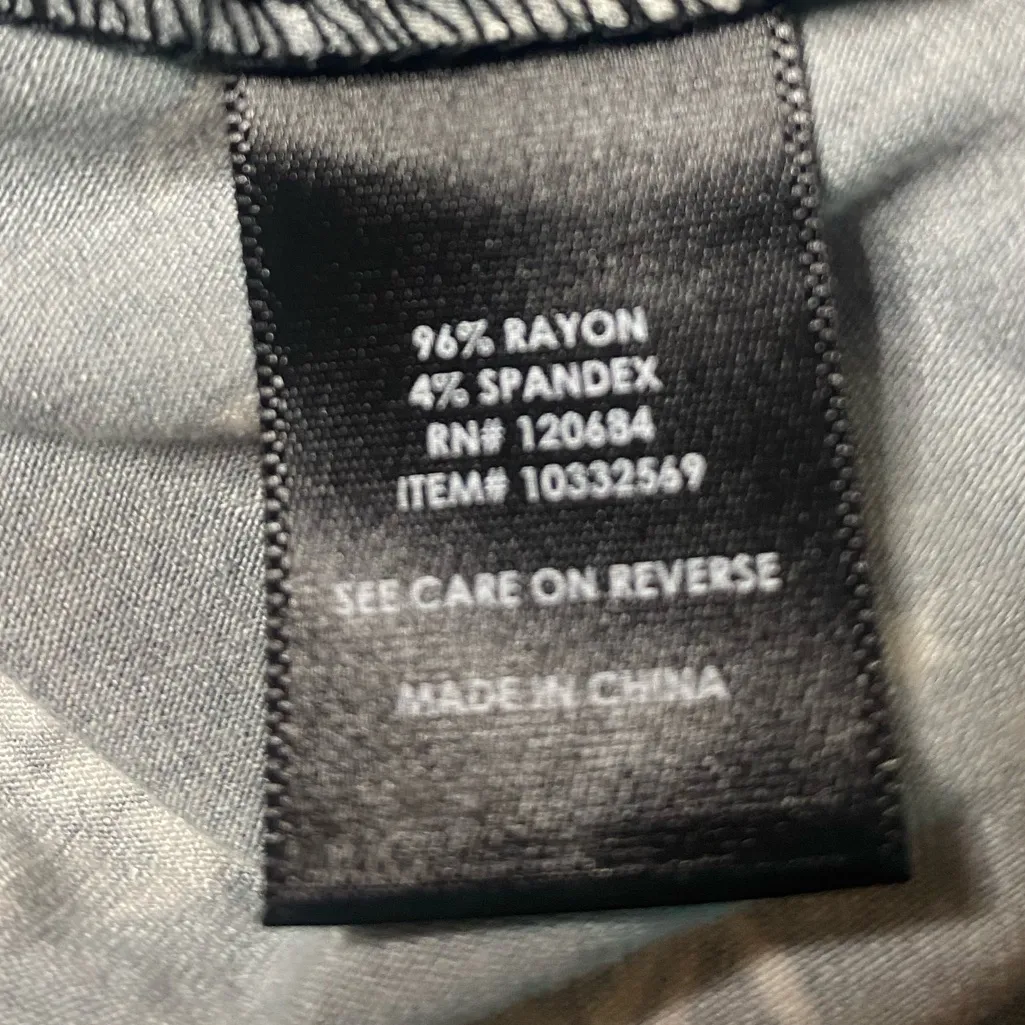 96% RAYON
4% SPANDEX
RN# 120684
ITEM# 10332569
SEE CARE ON REVERSE
MADE IN CHINA